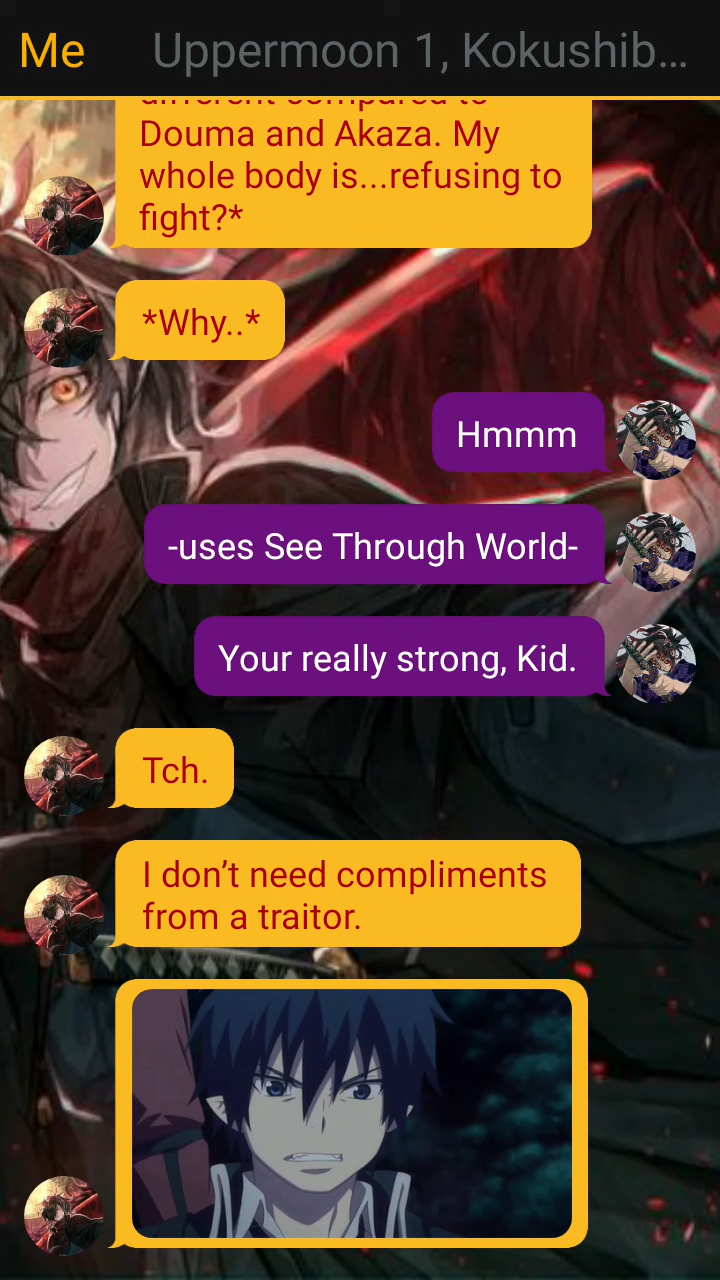 Me Uppermoon 1, Kokushib...
different compared to
Douma and Akaza. My
whole body is...refusing to
fight?*
*Why..*
Hmmm
-uses See Through World-
Your really strong, Kid.
Tch.
I don't need compliments
from a traitor.